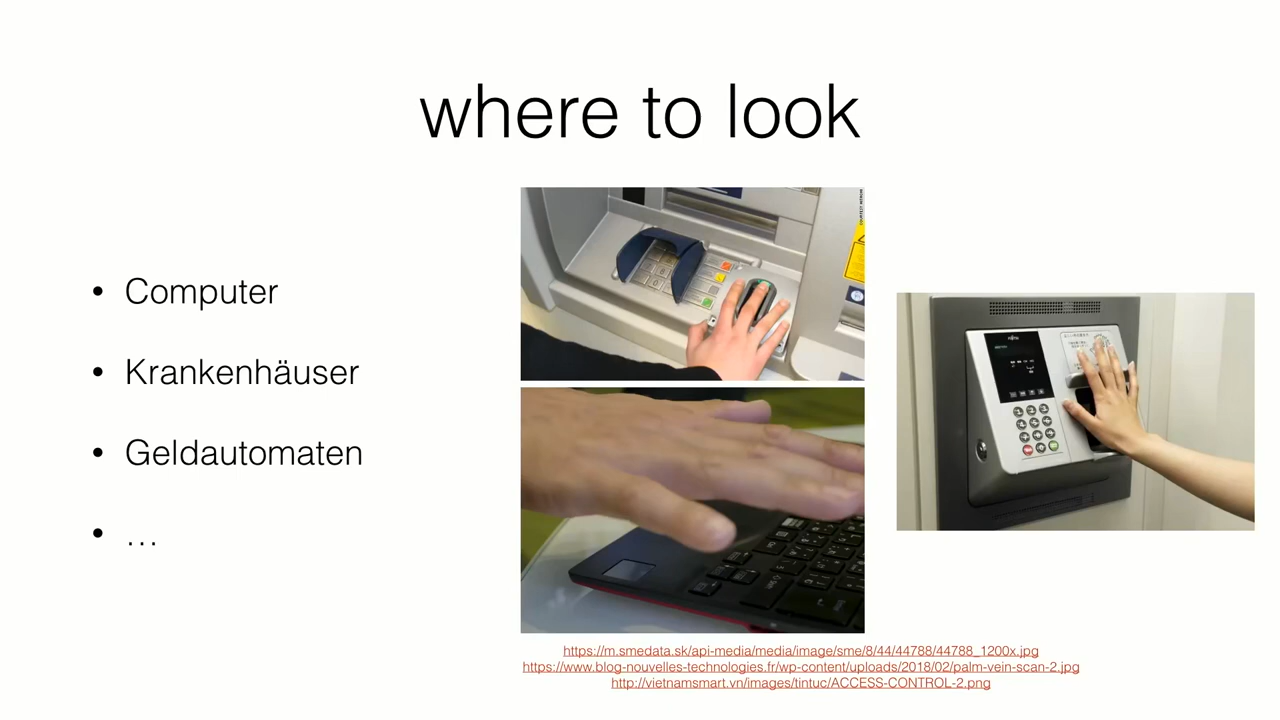 where to look
• Computer
• Krankenhäuser
• Geldautomaten
• …
FUJITSU
https://m.smedata.sk/api-media/media/image/sme/8/44/44788/44788_1200x.jpg
https://www.blog-nouvelles-technologies.fr/wp-content/uploads/2018/02/palm-vein-scan-2.jpg
http://vietnamsmart.vn/images/tintuc/ACCESS-CONTROL-2.png